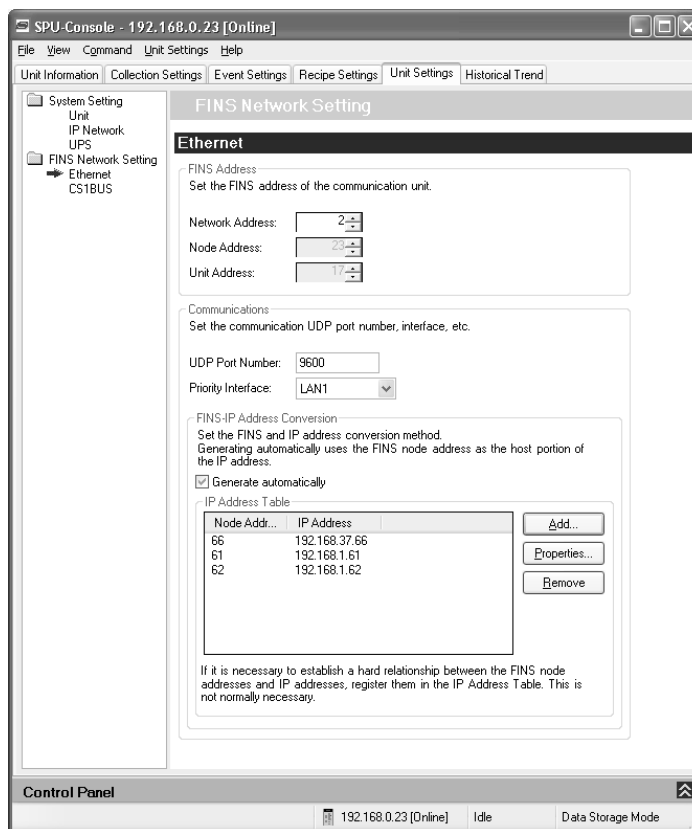 SPU-Console - 192.168.0.23 [Online]
File View Command Unit Settings Help
Unit Information Collection Settings Event Settings Recipe Settings Unit Settings Historical Trend
System Setting
Unit
IP Network
UPS
FINS Network Setting
Ethernet
CS1BUS
FINS Network Setting
Ethernet
FINS Address
Set the FINS address of the communication unit.
Network Address: 2
Node Address: 23
Unit Address: 17
Communications
Set the communication UDP port number, interface, etc.
UDP Port Number: 9600
Priority Interface: LAN1
FINS-IP Address Conversion
Set the FINS and IP address conversion method.
Generating automatically uses the FINS node address as the host portion of
the IP address.
Generate automatically
IP Address Table
Node Addr... IP Address
66 192.168.37.66
61 192.168.1.61
62 192.168.1.62
Add...
Properties...
Remove
If it is necessary to establish a hard relationship between the FINS node
addresses and IP addresses, register them in the IP Address Table. This is
not normally necessary.
Control Panel
192.168.0.23 [Online] Idle Data Storage Mode